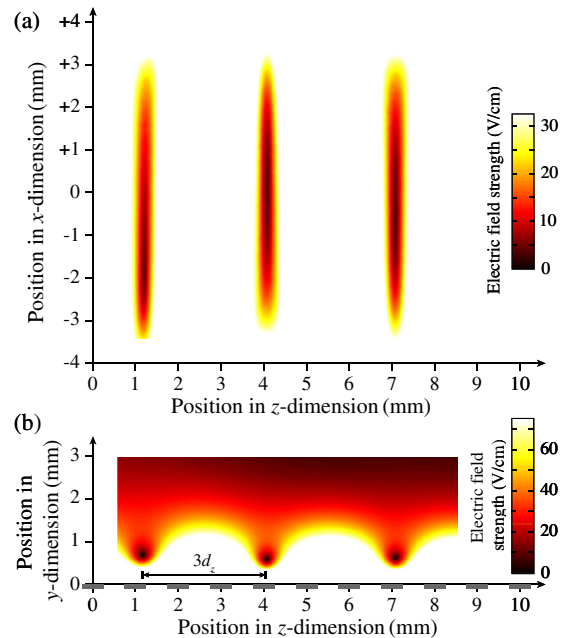 (a)
+4
+3
+2
+1
0
-1
-2
-3
-4
Position in x-dimension (mm)
0 1 2 3 4 5 6 7 8 9 10
Position in z-dimension (mm)
Electric field strength (V/cm)
30
20
10
0
(b)
3
2
1
0
Position in
y-dimension (mm)
3d_z
0 1 2 3 4 5 6 7 8 9 10
Position in z-dimension (mm)
Electric field
strength (V/cm)
60
40
20
0